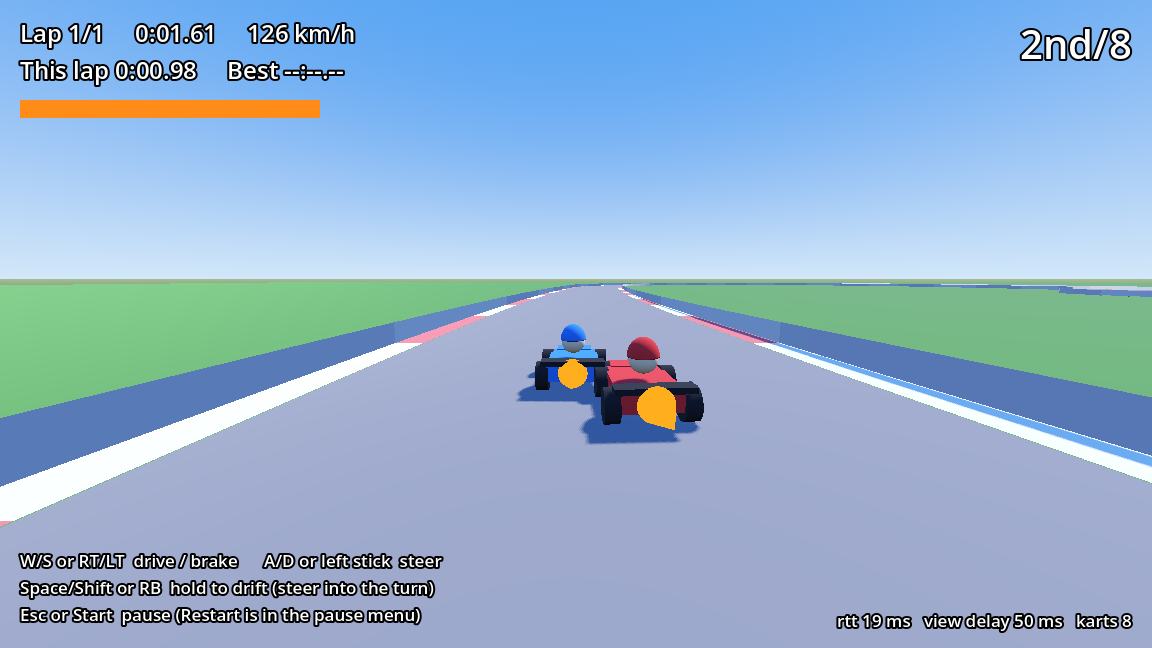 Lap 1/1 0:01.61 126 km/h
2nd/8
This lap 0:00.98 Best --:--.--
W/S or RT/LT drive / brake A/D or left stick steer
Space/Shift or RB hold to drift (steer into the turn)
Esc or Start pause (Restart is in the pause menu)
rtt 19 ms view delay 50 ms karts 8